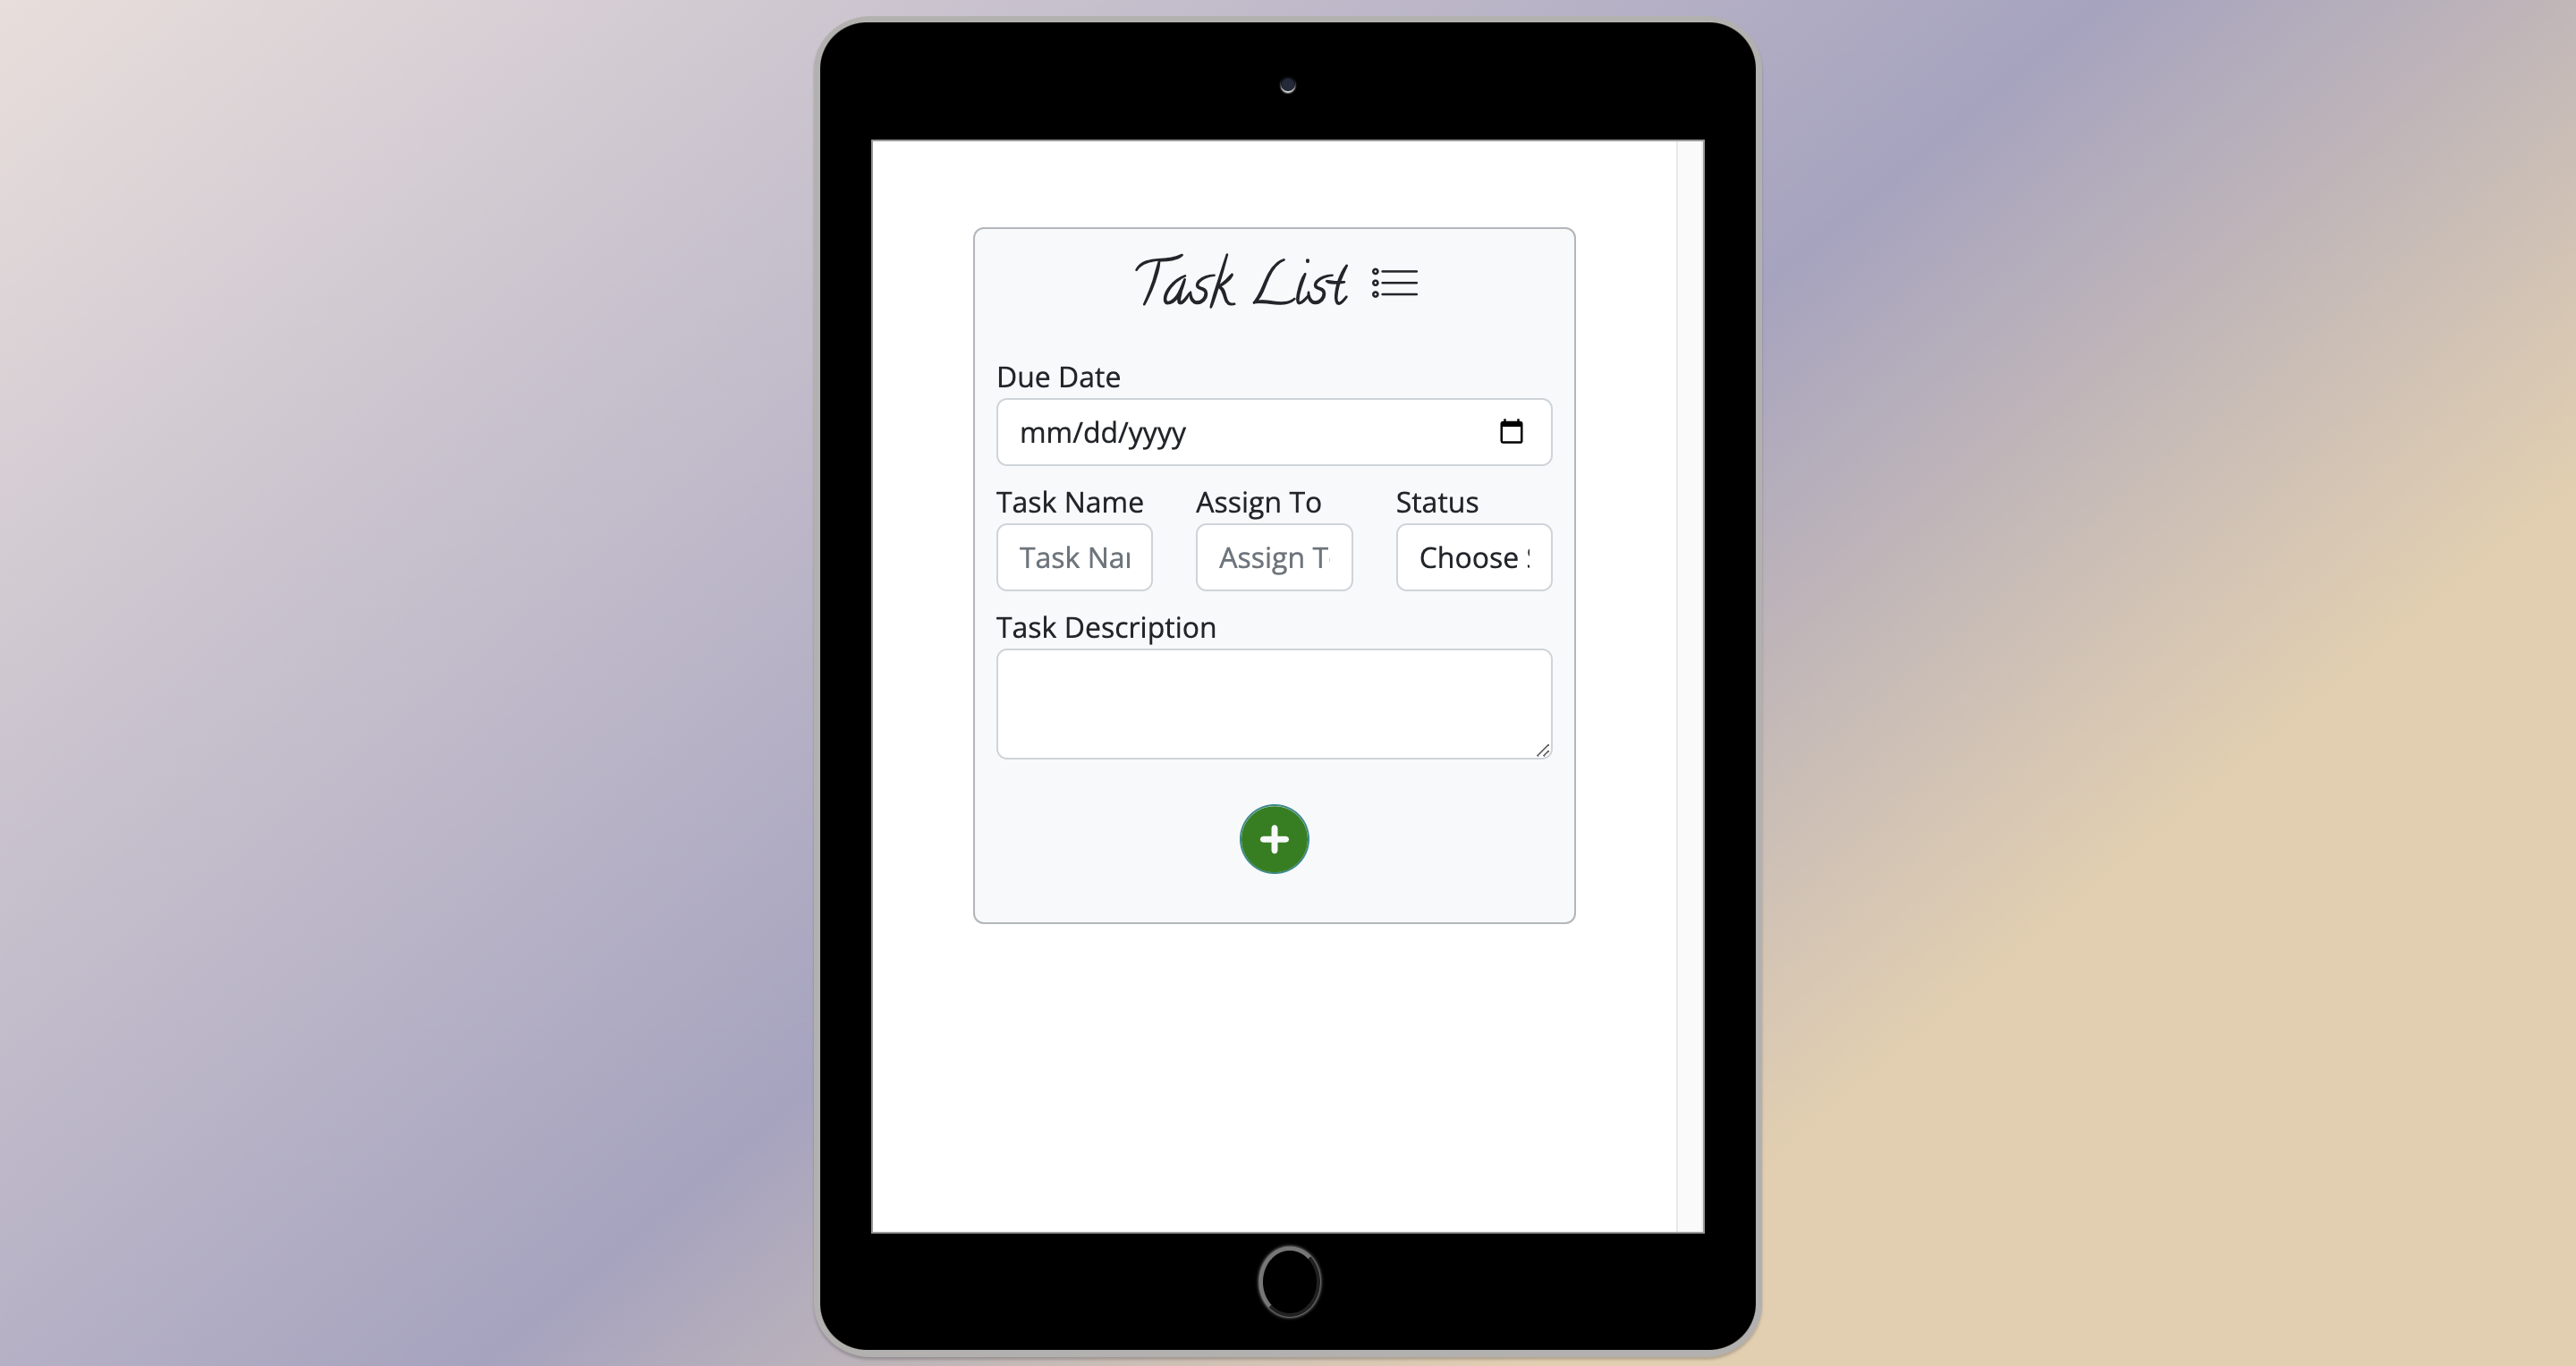 Task List
Due Date
mm/dd/yyyy
Task Name Assign To Status
Task Nai Assign T Choose
Task Description